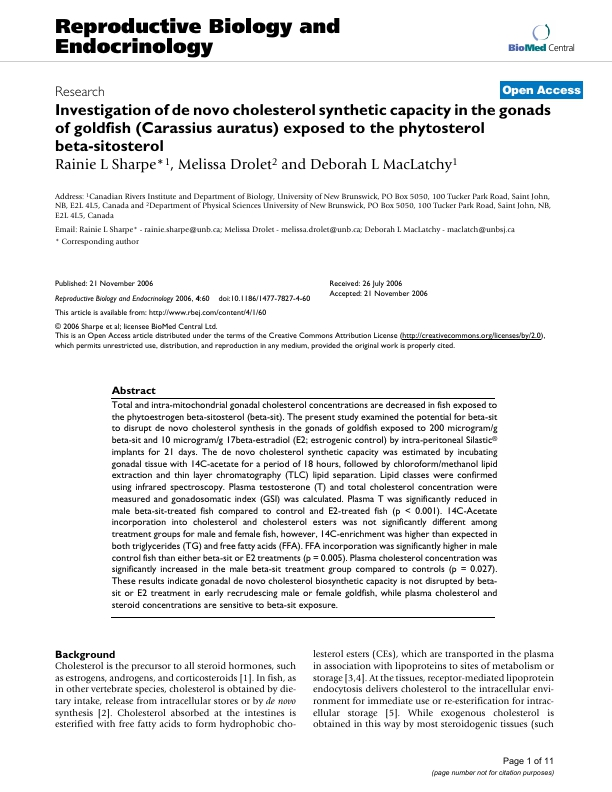 Reproductive Biology and
Endocrinology
BioMed Central
Research
Open Access
Investigation of de novo cholesterol synthetic capacity in the gonads
of goldfish (Carassius auratus) exposed to the phytosterol
beta-sitosterol
Rainie L Sharpe*1, Melissa Drolet2 and Deborah L MacLatchy1
Address: 1Canadian Rivers Institute and Department of Biology, University of New Brunswick, PO Box 5050, 100 Tucker Park Road, Saint John,
NB, E2L 4L5, Canada and 2Department of Physical Sciences University of New Brunswick, PO Box 5050, 100 Tucker Park Road, Saint John, NB,
E2L 4L5, Canada
Email: Rainie L Sharpe* - rainie.sharpe@unb.ca; Melissa Drolet - melissa.drolet@unb.ca; Deborah L MacLatchy - maclatch@unbsj.ca
* Corresponding author
Published: 21 November 2006
Reproductive Biology and Endocrinology 2006, 4:60 doi:10.1186/1477-7827-4-60
Received: 26 July 2006
Accepted: 21 November 2006
This article is available from: http://www.rbej.com/content/4/1/60
© 2006 Sharpe et al; licensee BioMed Central Ltd.
This is an Open Access article distributed under the terms of the Creative Commons Attribution License (http://creativecommons.org/licenses/by/2.0),
which permits unrestricted use, distribution, and reproduction in any medium, provided the original work is properly cited.
Abstract
Total and intra-mitochondrial gonadal cholesterol concentrations are decreased in fish exposed to
the phytoestrogen beta-sitosterol (beta-sit). The present study examined the potential for beta-sit
to disrupt de novo cholesterol synthesis in the gonads of goldfish exposed to 200 microgram/g
beta-sit and 10 microgram/g 17beta-estradiol (E2; estrogenic control) by intra-peritoneal Silastic®
implants for 21 days. The de novo cholesterol synthetic capacity was estimated by incubating
gonadal tissue with 14C-acetate for a period of 18 hours, followed by chloroform/methanol lipid
extraction and thin layer chromatography (TLC) lipid separation. Lipid classes were confirmed
using infrared spectroscopy. Plasma testosterone (T) and total cholesterol concentration were
measured and gonadosomatic index (GSI) was calculated. Plasma T was significantly reduced in
male beta-sit-treated fish compared to control and E2-treated fish (p < 0.001). 14C-Acetate
incorporation into cholesterol and cholesterol esters was not significantly different among
treatment groups for male and female fish, however, 14C-enrichment was higher than expected in
both triglycerides (TG) and free fatty acids (FFA). FFA incorporation was significantly higher in male
control fish than either beta-sit or E2 treatments (p = 0.005). Plasma cholesterol concentration was
significantly increased in the male beta-sit treatment group compared to controls (p = 0.027).
These results indicate gonadal de novo cholesterol biosynthetic capacity is not disrupted by beta-
sit or E2 treatment in early recrudescing male or female goldfish, while plasma cholesterol and
steroid concentrations are sensitive to beta-sit exposure.
Background
Cholesterol is the precursor to all steroid hormones, such
as estrogens, androgens, and corticosteroids [1]. In fish, as
in other vertebrate species, cholesterol is obtained by die-
tary intake, release from intracellular stores or by de novo
synthesis [2]. Cholesterol absorbed at the intestines is
esterified with free fatty acids to form hydrophobic cho-
lesterol esters (CEs), which are transported in the plasma
in association with lipoproteins to sites of metabolism or
storage [3,4]. At the tissues, receptor-mediated lipoprotein
endocytosis delivers cholesterol to the intracellular envi-
ronment for immediate use or re-esterification for intrac-
ellular storage [5]. While exogenous cholesterol is
obtained in this way by most steroidogenic tissues (such
Page 1 of 11
(page number not for citation purposes)